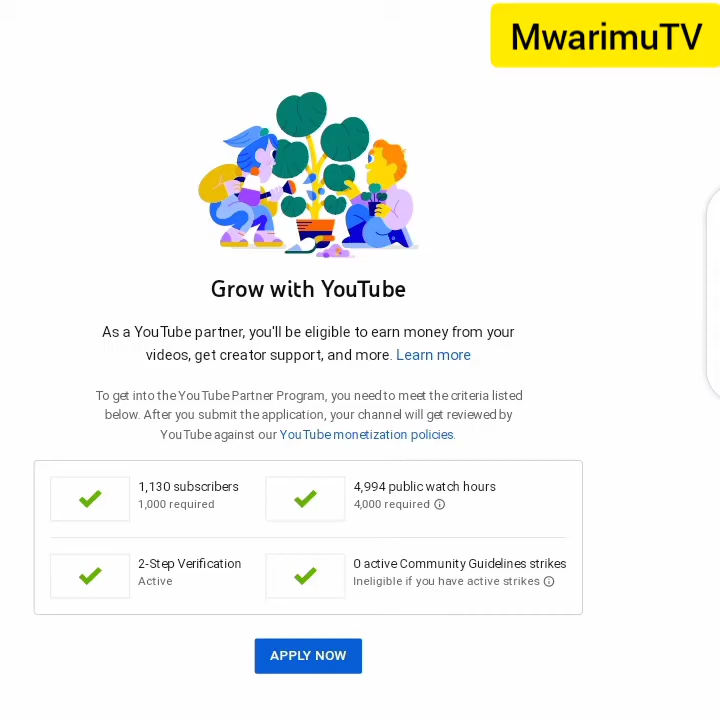 MwarimuTV
Grow with YouTube
As a YouTube partner, you'll be eligible to earn money from your
videos, get creator support, and more. Learn more
To get into the YouTube Partner Program, you need to meet the criteria listed
below. After you submit the application, your channel will get reviewed by
YouTube against our YouTube monetization policies.
1,130 subscribers
1,000 required
4,994 public watch hours
4,000 required
2-Step Verification
Active
0 active Community Guidelines strikes
Ineligible if you have active strikes
APPLY NOW